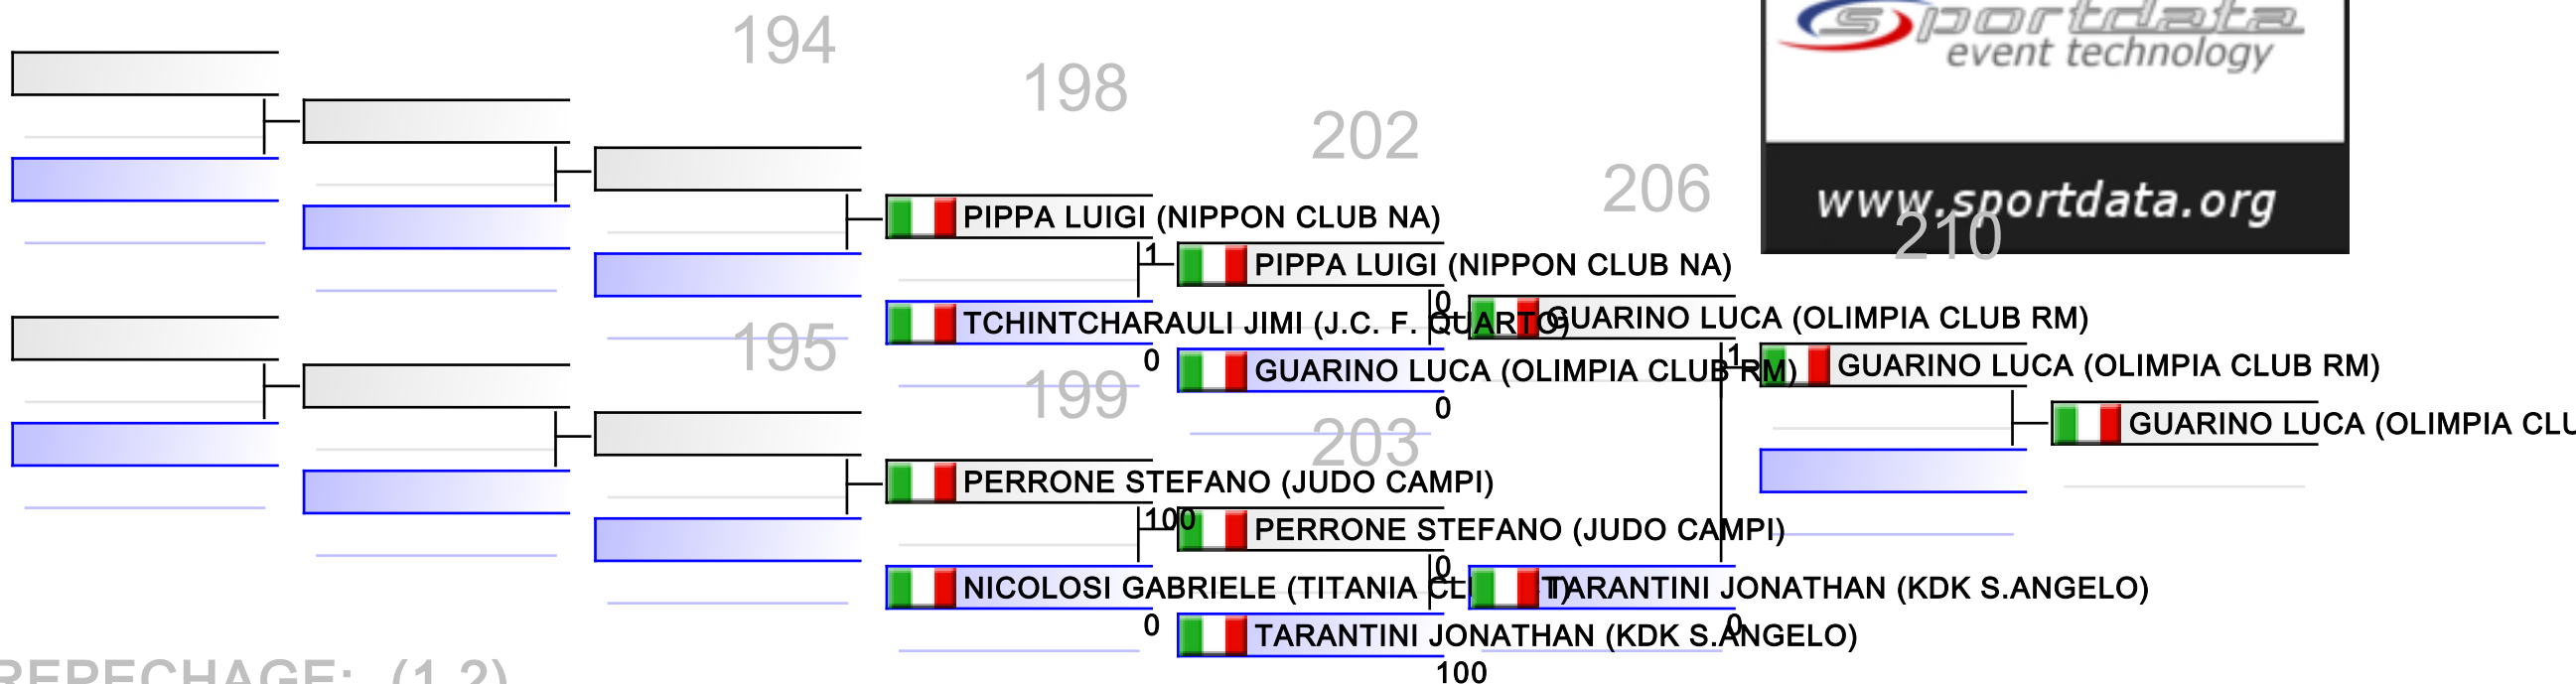 sportdata
event technology
www.sportdata.org
194
198
202
206
210
PIPPA LUIGI (NIPPON CLUB NA)
1
PIPPA LUIGI (NIPPON CLUB NA)
0
TCHINTCHARAULI JIMI (J.C. F. QUARTO)
0
GUARINO LUCA (OLIMPIA CLUB RM)
1
GUARINO LUCA (OLIMPIA CLUB RM)
0
GUARINO LUCA (OLIMPIA CLUB RM)
GUARINO LUCA (OLIMPIA CLU
195
199
203
PERRONE STEFANO (JUDO CAMPI)
100
PERRONE STEFANO (JUDO CAMPI)
0
NICOLOSI GABRIELE (TITANIA
0
TARANTINI JONATHAN (KDK S.ANGELO)
0
TARANTINI JONATHAN (KDK S.ANGELO)
100
REPECHAGE: (1,2)